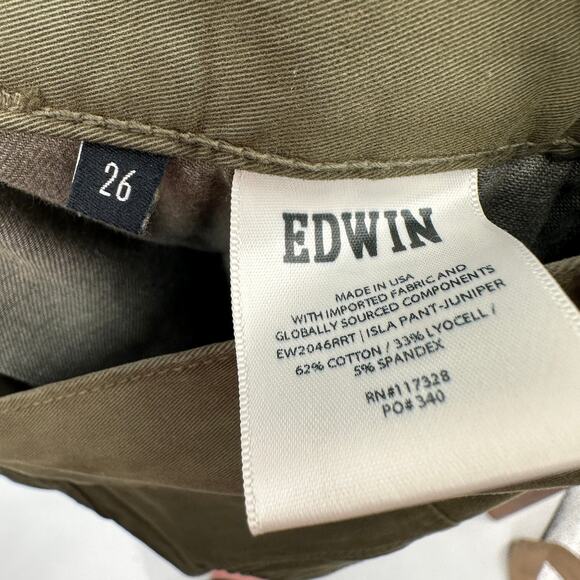 26
EDWIN
MADE IN USA
WITH IMPORTED FABRIC AND
GLOBALLY SOURCED COMPONENTS
EW2046RRT | ISLA PANT-JUNIPER
62% COTTON / 33% LYOCELL /
5% SPANDEX
RN#117328
PO# 340